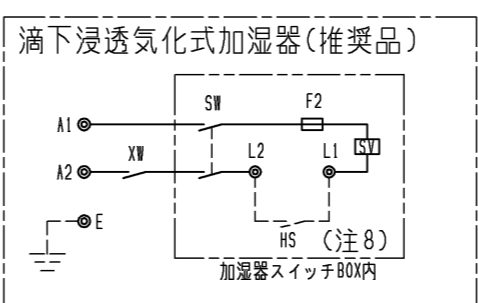 滴下浸透気化式加湿器(推奨品)
SW
F2
A1
SV
XW
L2
L1
A2
E
HS (注8)
加湿器スイッチBOX内